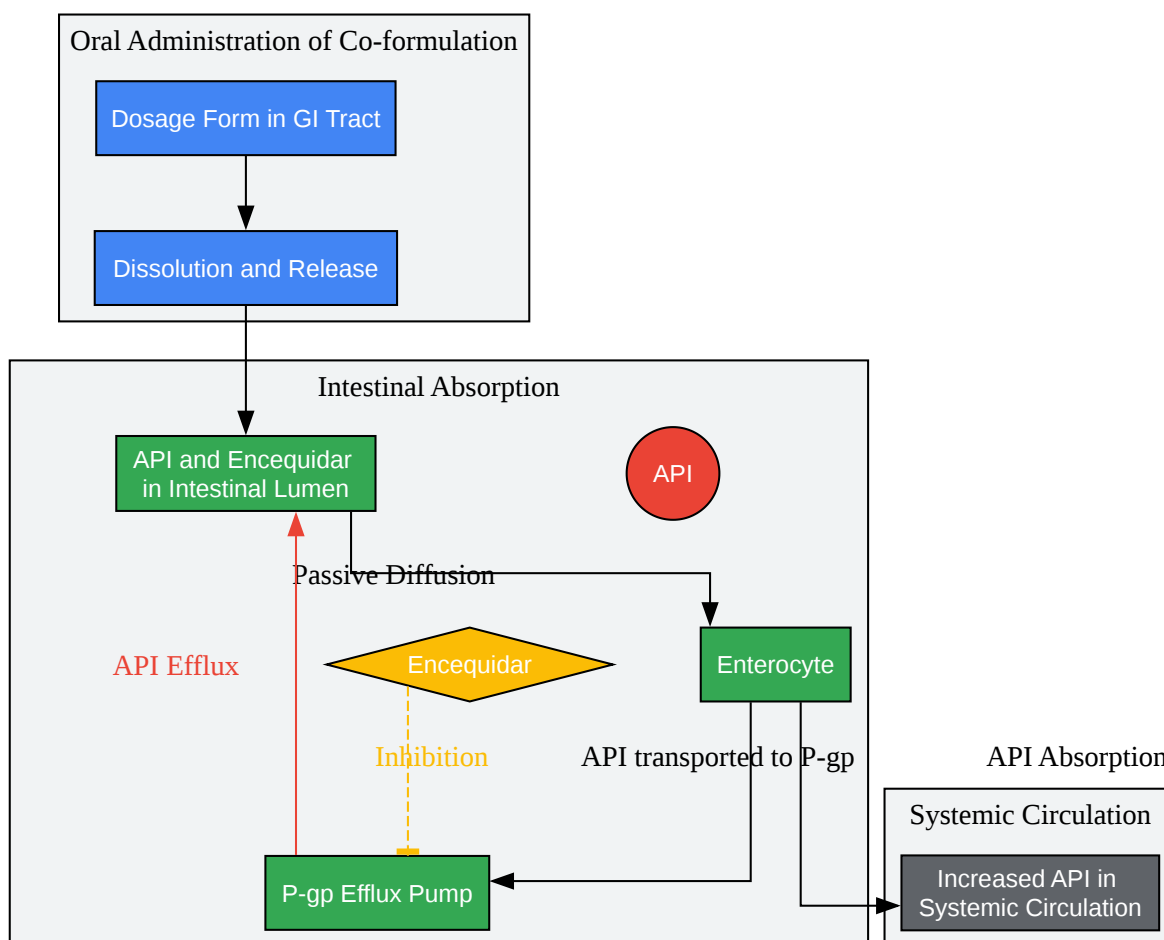 Oral Administration of Co-formulation
Dosage Form in GI Tract
Dissolution and Release
Intestinal Absorption
API and Encequidar
in Intestinal Lumen
API
Passive Diffusion
API Efflux
Encequidar
Enterocyte
Inhibition
API transported to P-gp
API Absorption
Systemic Circulation
P-gp Efflux Pump
Increased API in
Systemic Circulation